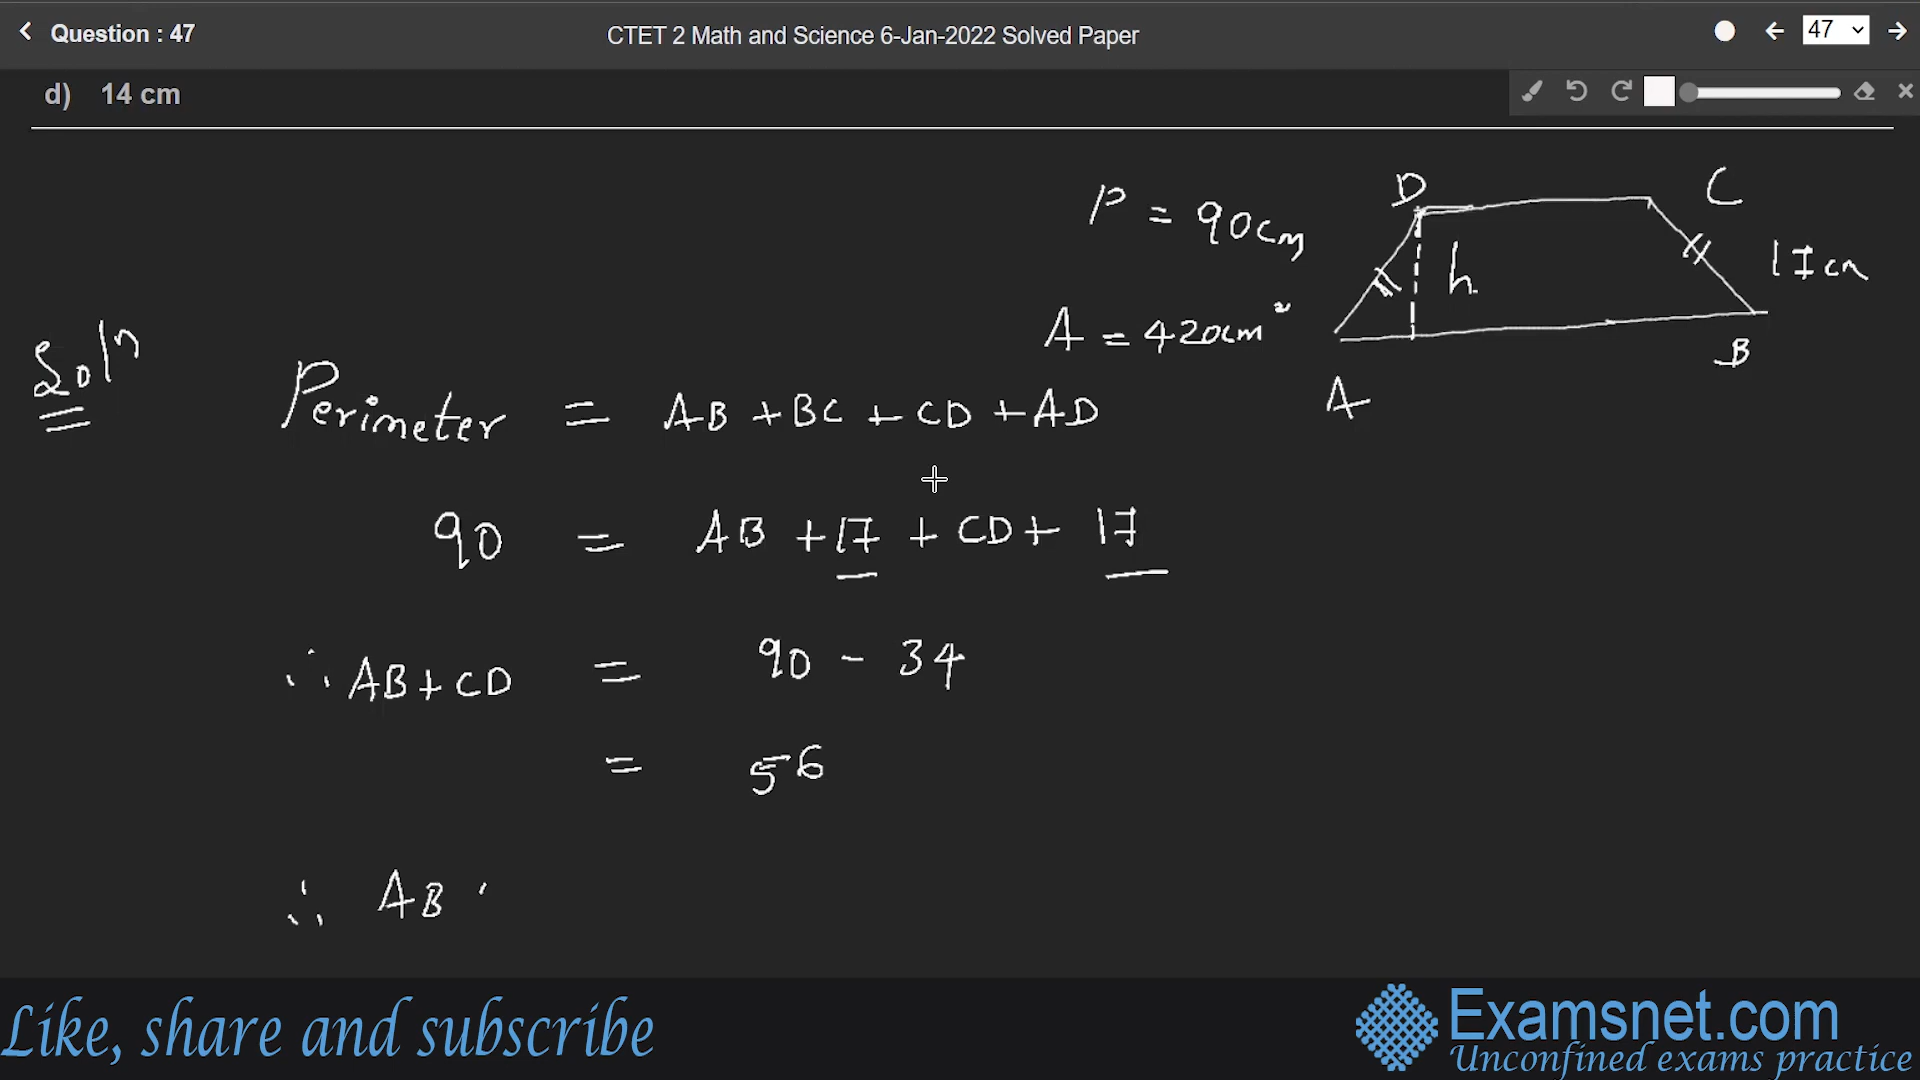 Question : 47
CTET 2 Math and Science 6-Jan-2022 Solved Paper
47
d) 14 cm
D
C
P = 90cm
h
17cm
A = 420cm²
B
A
Soln
Perimeter = AB + BC + CD + AD
90 = AB + 17 + CD + 17
∴ AB + CD = 90 - 34
= 56
∴ AB
Like, share and subscribe
Examsnet.com
Unconfined exams practice